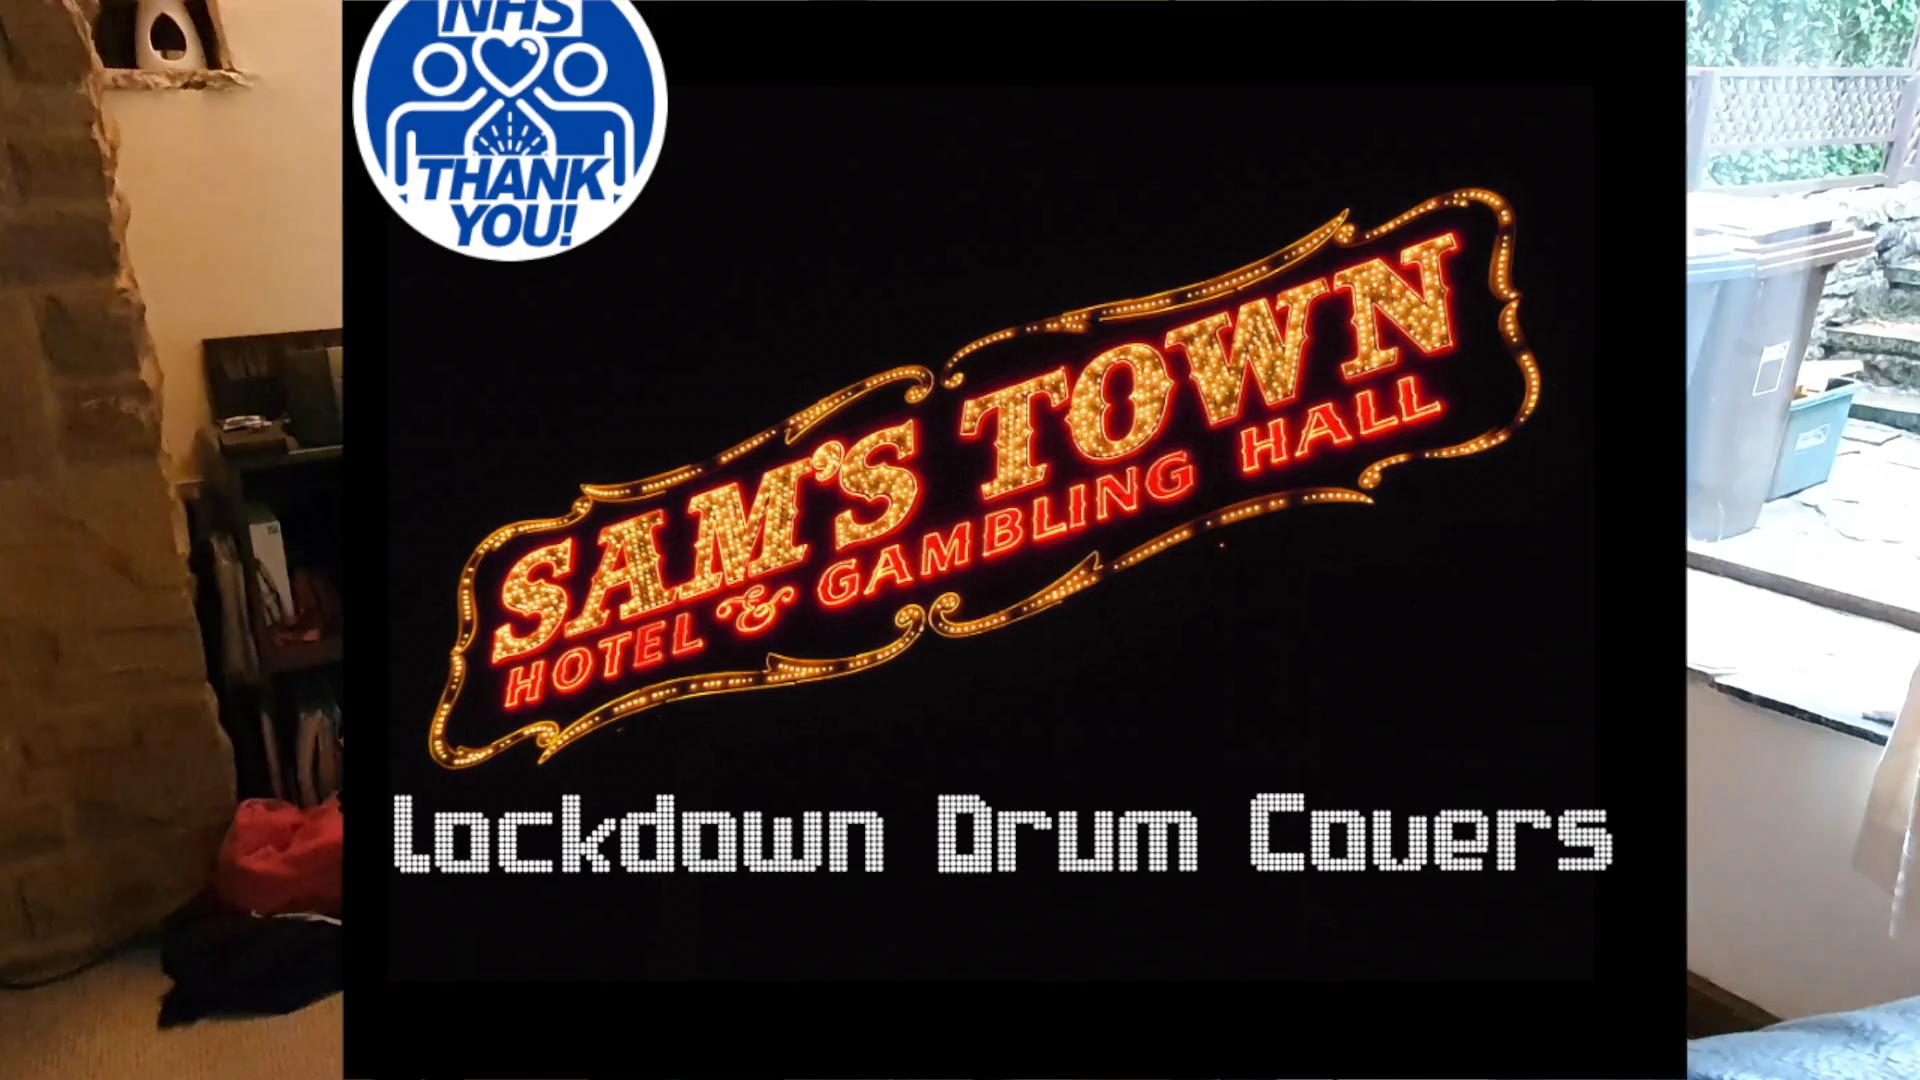 NHS
THANK
YOU!
SAM'S TOWN
HOTEL & GAMBLING HALL
Lockdown Drum Covers